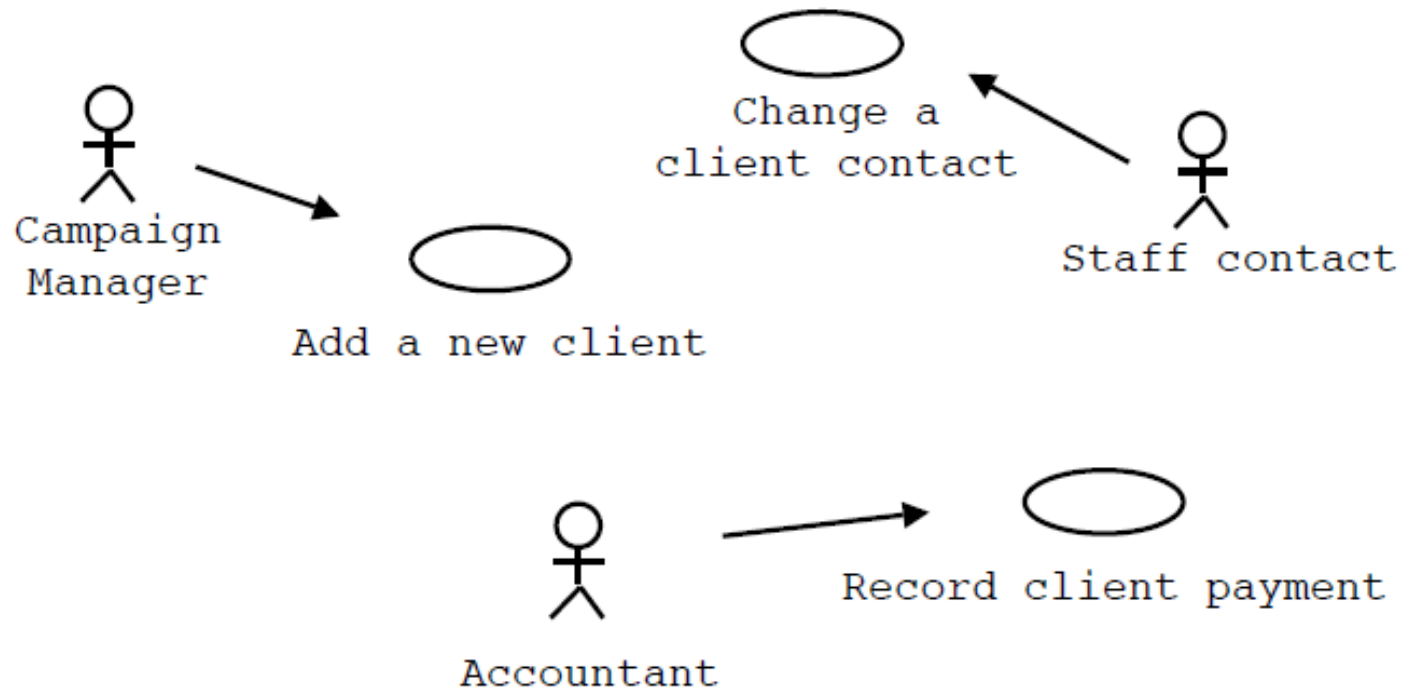 Change a
client contact
Campaign
Manager
Staff contact
Add a new client
Record client payment
Accountant